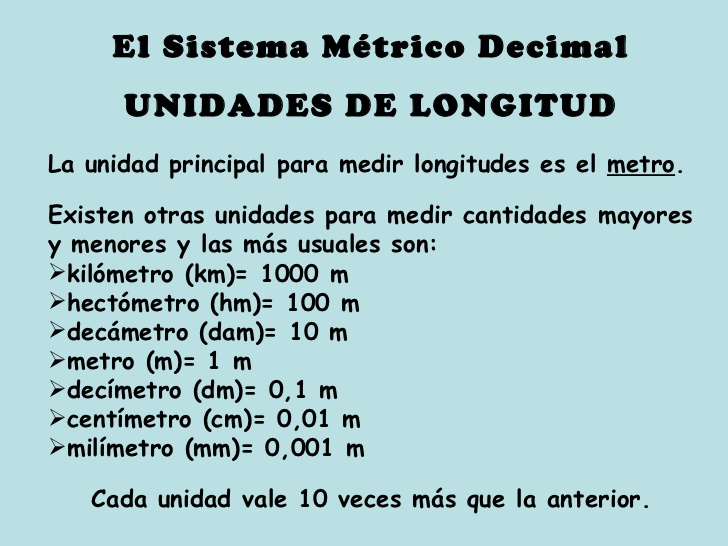 El Sistema Métrico Decimal
UNIDADES DE LONGITUD
La unidad principal para medir longitudes es el metro.
Existen otras unidades para medir cantidades mayores
y menores y las más usuales son:
➢kilómetro (km)= 1000 m
➢hectómetro (hm)= 100 m
➢decámetro (dam)= 10 m
➢metro (m)= 1 m
➢decímetro (dm)= 0,1 m
➢centímetro (cm)= 0,01 m
➢milímetro (mm)= 0,001 m
Cada unidad vale 10 veces más que la anterior.